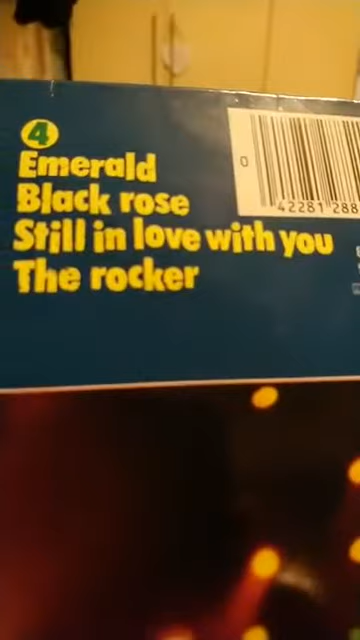 4
Emerald
Black rose
Still in love with you
The rocker
0
42281 288